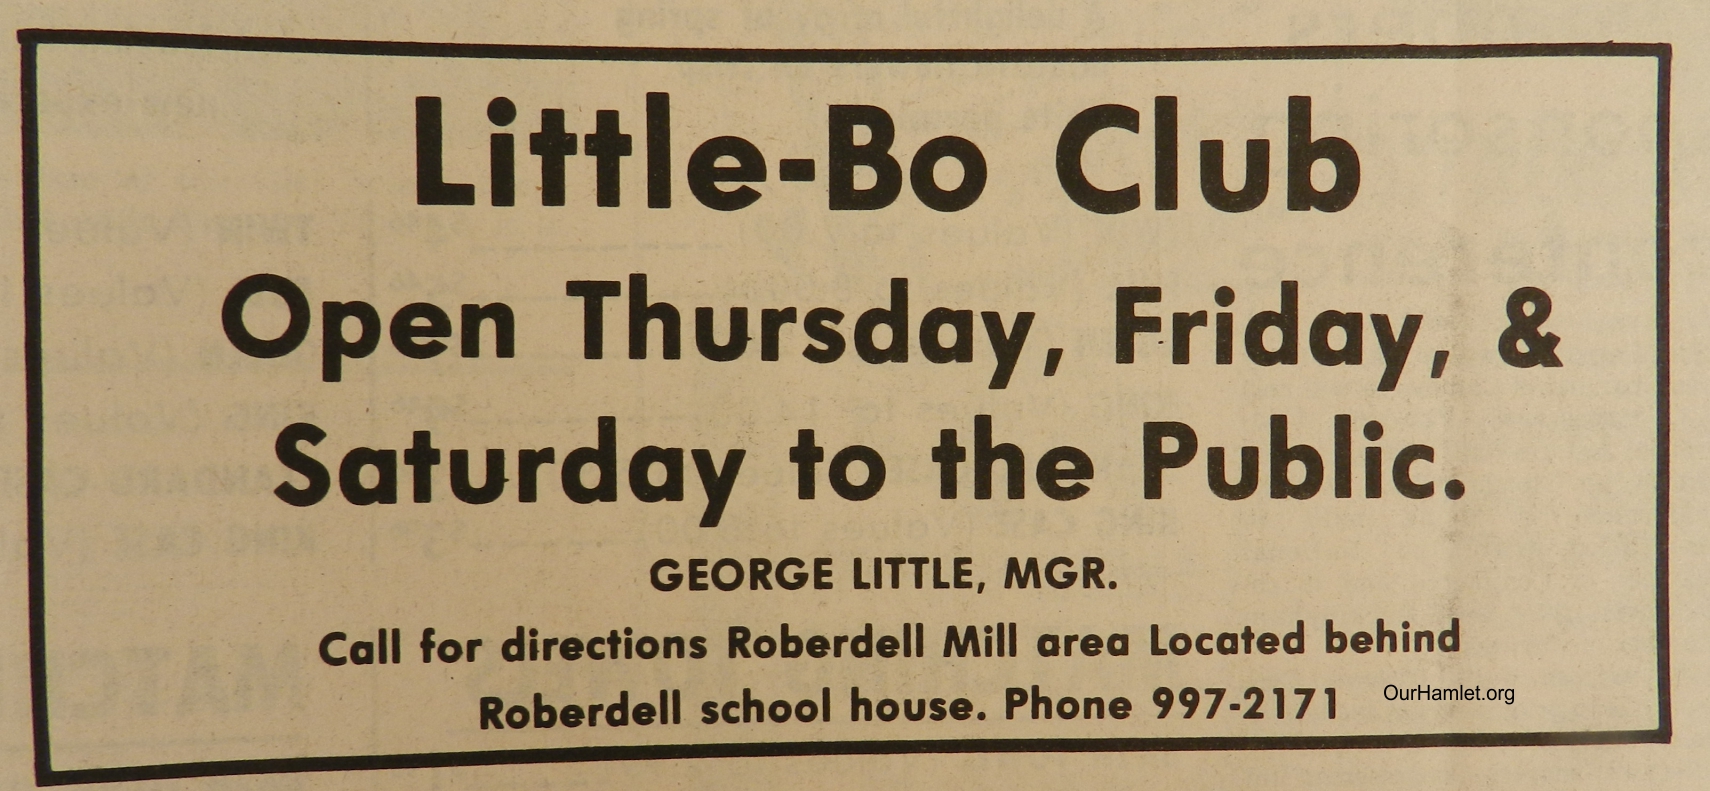 Little-Bo Club
Open Thursday, Friday, &
Saturday to the Public.
GEORGE LITTLE, MGR.
Call for directions Roberdell Mill area Located behind
Roberdell school house. Phone 997-2171
OurHamlet.org